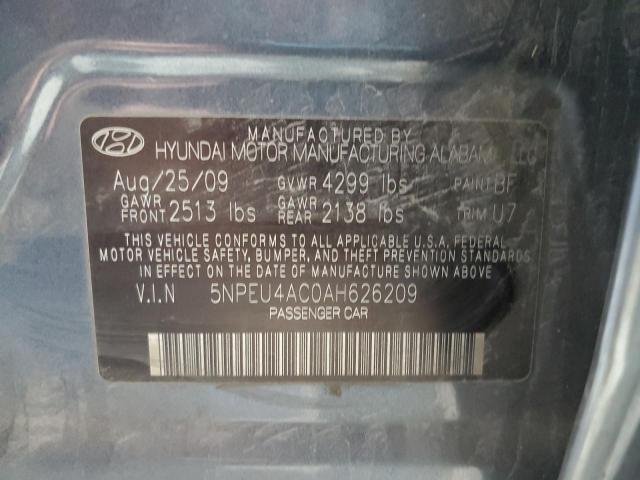 MANUFACTURED BY
HYUNDAI MOTOR MANUFACTURING ALABAMA LLC
Aug/25/09 GVWR 4299 lbs PAINT BF
GAWR FRONT 2513 lbs GAWR REAR 2138 lbs TRIM U7
THIS VEHICLE CONFORMS TO ALL APPLICABLE U.S.A. FEDERAL
MOTOR VEHICLE SAFETY, BUMPER, AND THEFT PREVENTION STANDARDS
IN EFFECT ON THE DATE OF MANUFACTURE SHOWN ABOVE.
V.I.N 5NPEU4AC0AH626209
PASSENGER CAR